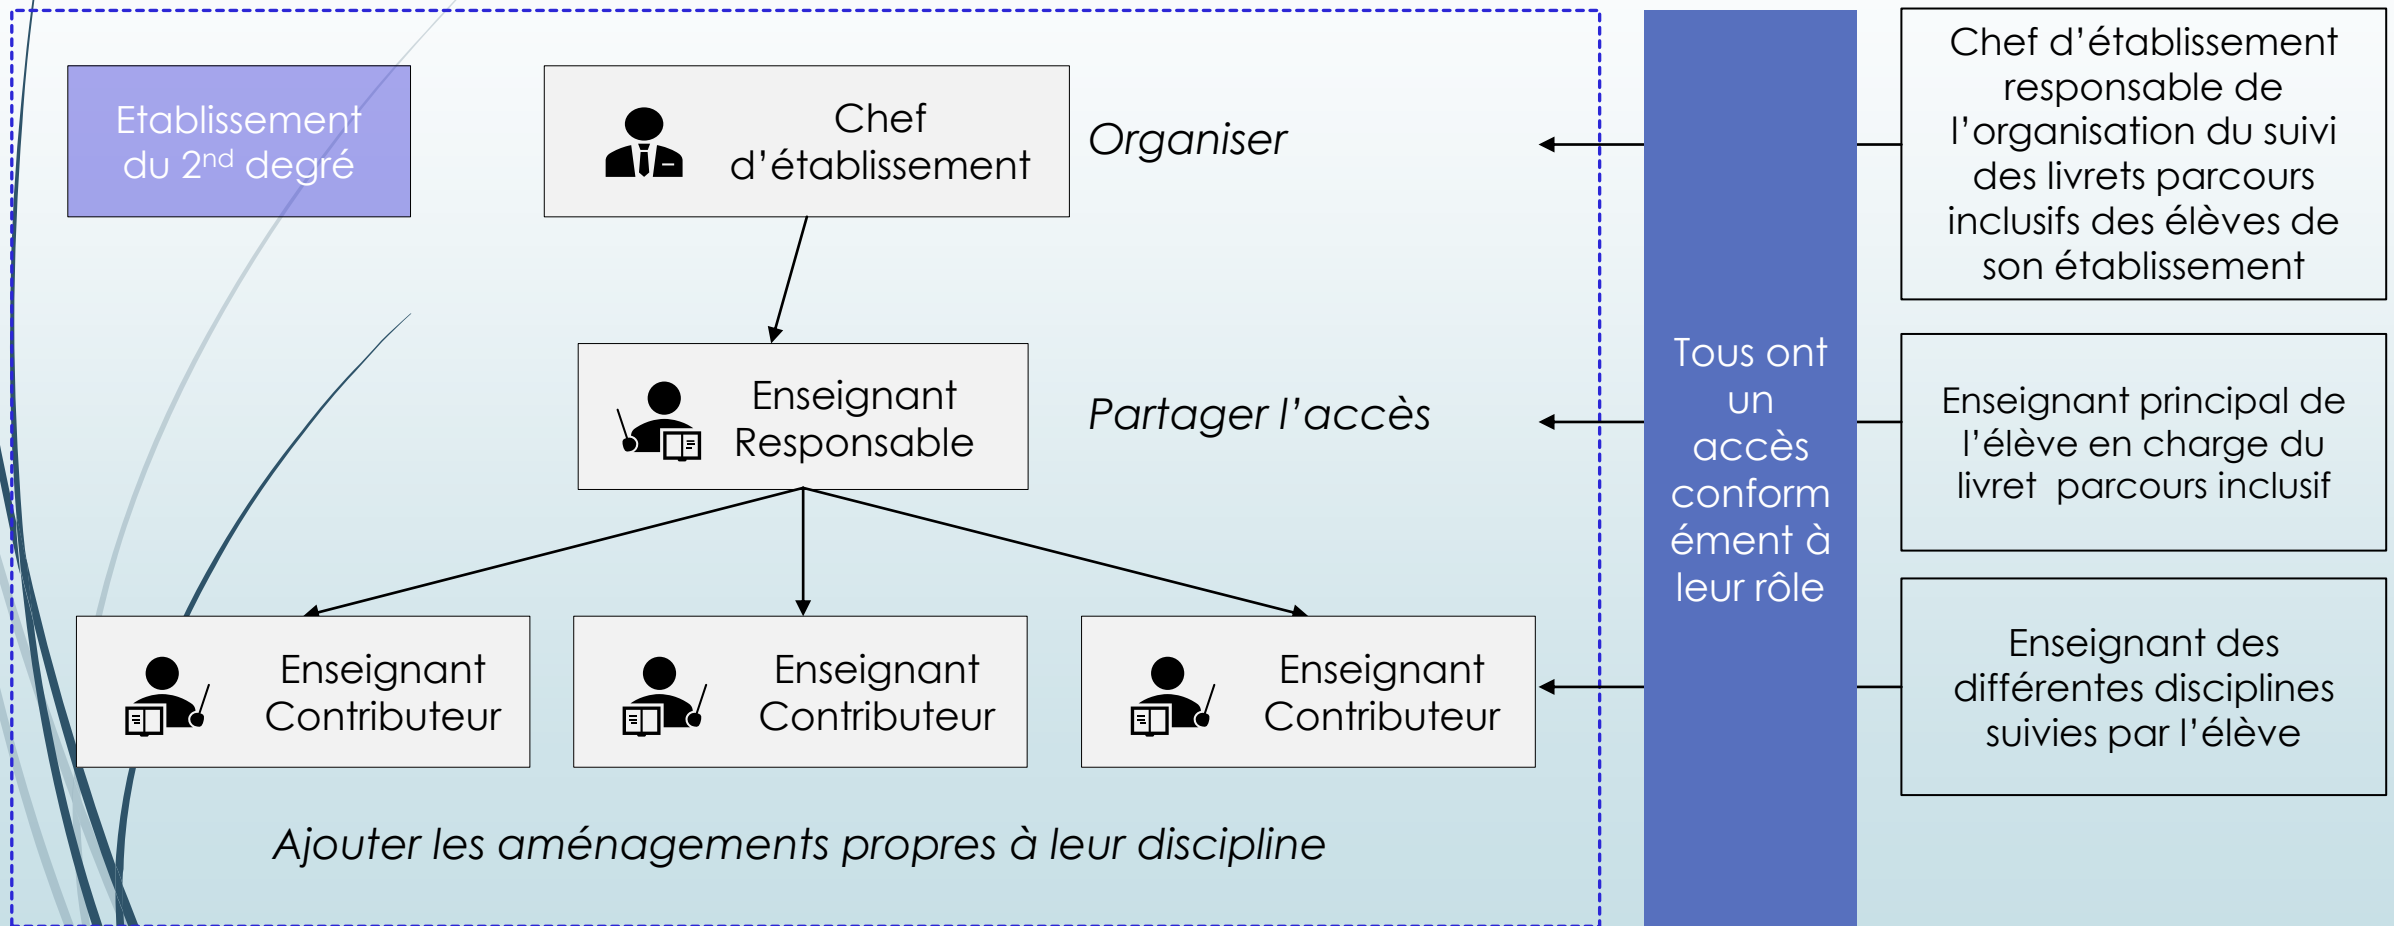 Etablissement
du 2nd degré
Chef
d’établissement
Organiser
Enseignant
Responsable
Partager l’accès
Enseignant
Contributeur
Enseignant
Contributeur
Enseignant
Contributeur
Ajouter les aménagements propres à leur discipline
Tous ont
un
accès
conform
ément à
leur rôle
Chef d’établissement
responsable de
l’organisation du suivi
des livrets parcours
inclusifs des élèves de
son établissement
Enseignant principal de
l’élève en charge du
livret  parcours inclusif
Enseignant des
différentes disciplines
suivies par l’élève